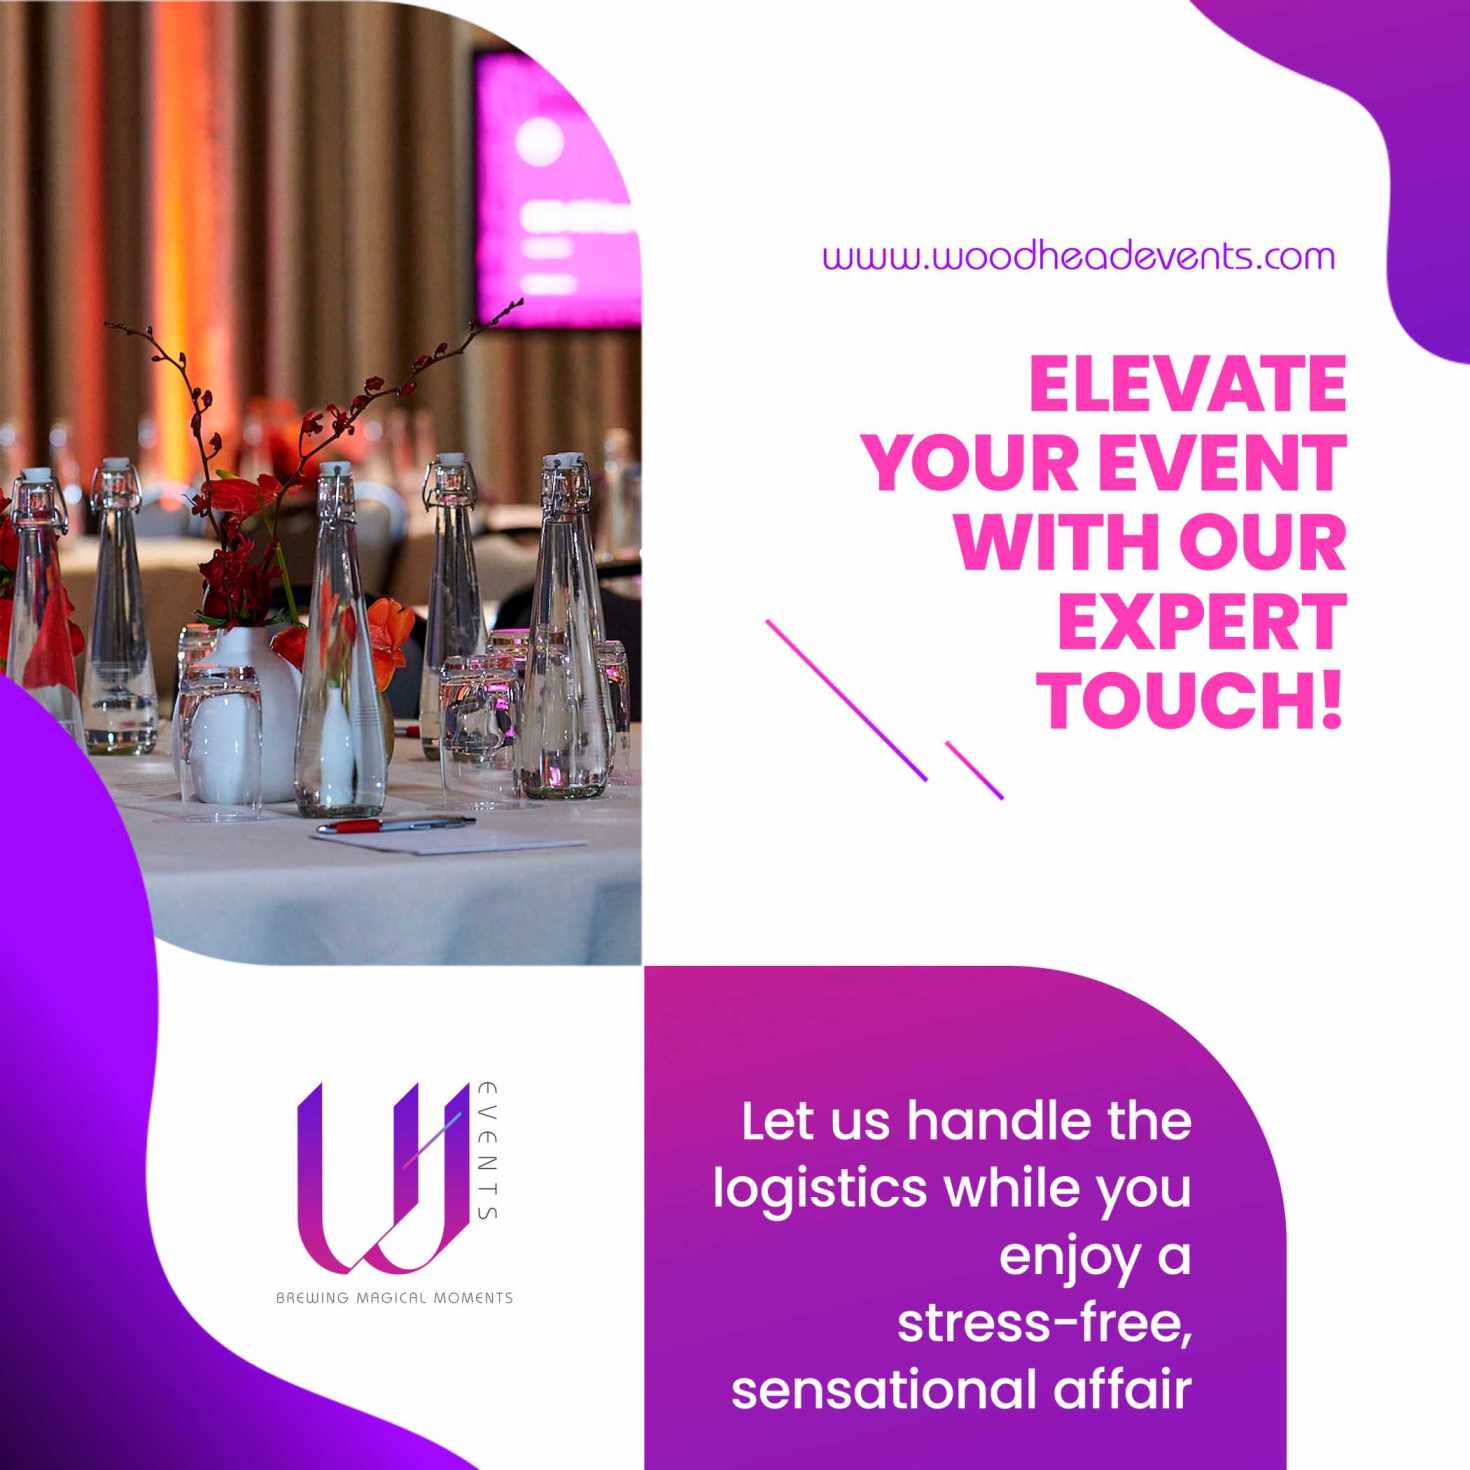 www.woodheadevents.com
ELEVATE
YOUR EVENT
WITH OUR
EXPERT
TOUCH!
EVENTS
BREWING MAGICAL MOMENTS
Let us handle the
logistics while you
enjoy a
stress-free,
sensational affair